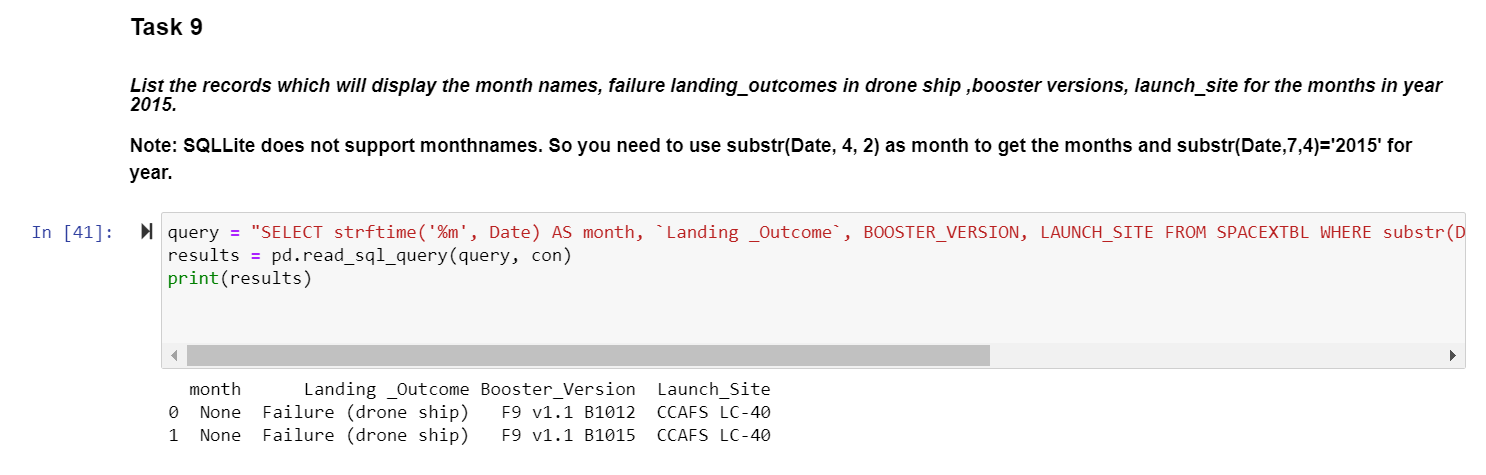 Task 9
List the records which will display the month names, failure landing_outcomes in drone ship ,booster versions, launch_site for the months in year
2015.
Note: SQLLite does not support monthnames. So you need to use substr(Date, 4, 2) as month to get the months and substr(Date,7,4)='2015' for
year.
In [41]: query = "SELECT strftime('%m', Date) AS month, `Landing _Outcome`, BOOSTER_VERSION, LAUNCH_SITE FROM SPACEXTBL WHERE substr(D
results = pd.read_sql_query(query, con)
print(results)
month Landing _Outcome Booster_Version Launch_Site
0 None Failure (drone ship) F9 v1.1 B1012 CCAFS LC-40
1 None Failure (drone ship) F9 v1.1 B1015 CCAFS LC-40